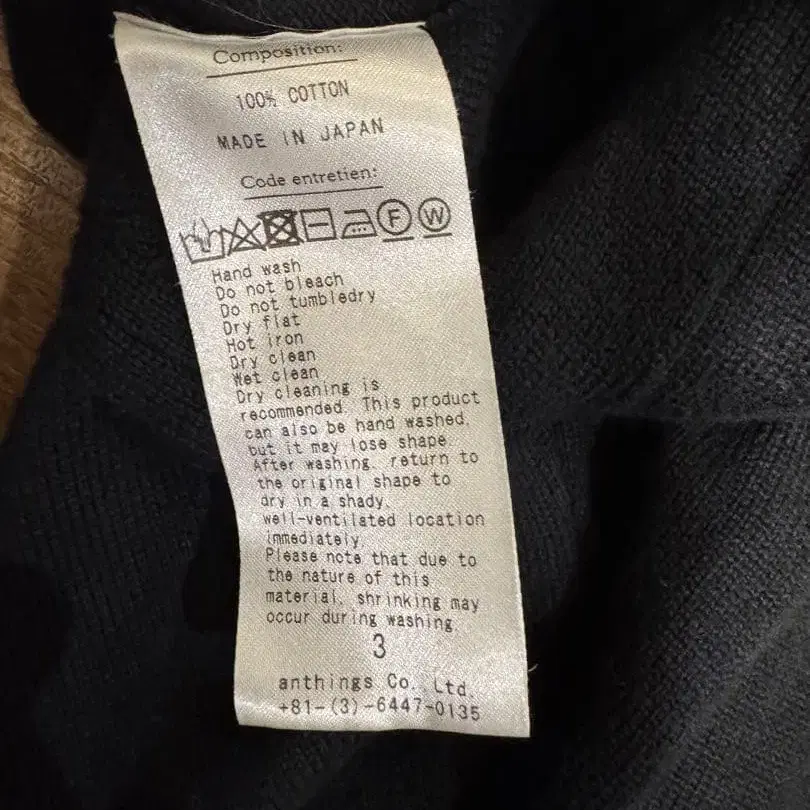 Composition:
100% COTTON
MADE IN JAPAN
Code entretien:
F W
Hand wash
Do not bleach
Do not tumbledry
Dry flat
Hot iron
Dry clean
Wet clean
Dry cleaning is
recommended. This product
can also be hand washed,
but it may lose shape.
After washing, return to
the original shape to
dry in a shady,
well-ventilated location
immediately.
Please note that due to
the nature of this
material, shrinking may
occur during washing.
3
anthings Co., Ltd.
+81-(3)-6447-0135